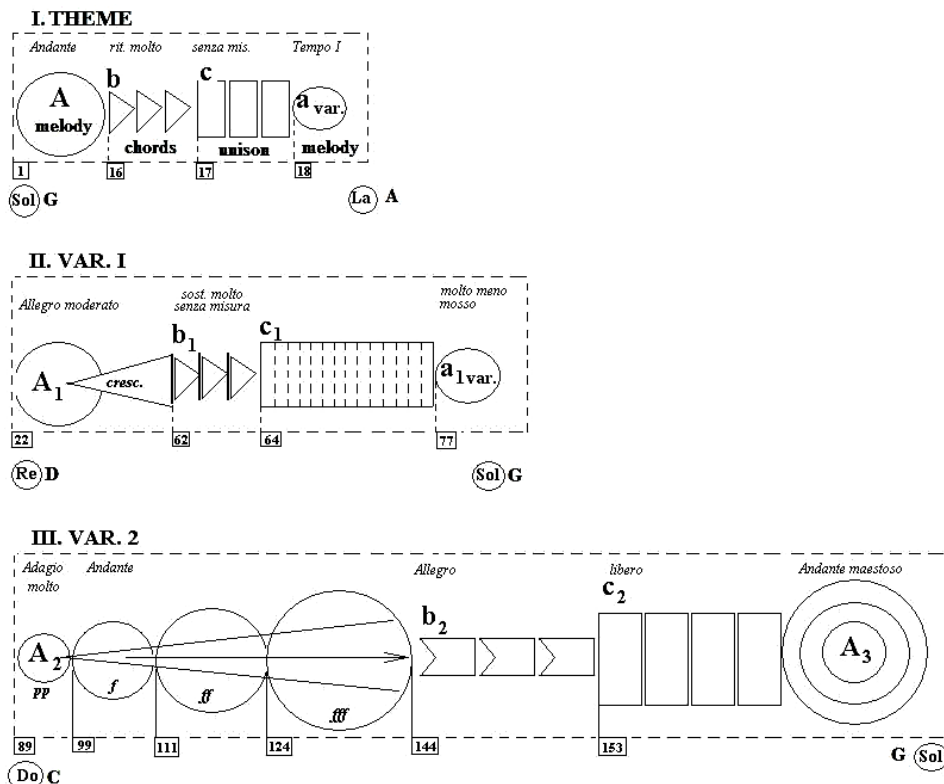 I. THEME
Andante rit. molto senza mis. Tempo I
A b c a var.
melody chords unison melody
1 16 17 18
Sol G La A
II. VAR. I
Allegro moderato sost. molto senza misura molto meno mosso
A1 cresc. b1 c1 a1 var.
22 62 64 77
Re D Sol G
III. VAR. 2
Adagio molto Andante Allegro libero Andante maestoso
A2 b2 c2 A3
pp f ff fff
89 99 111 124 144 153
Do C G Sol